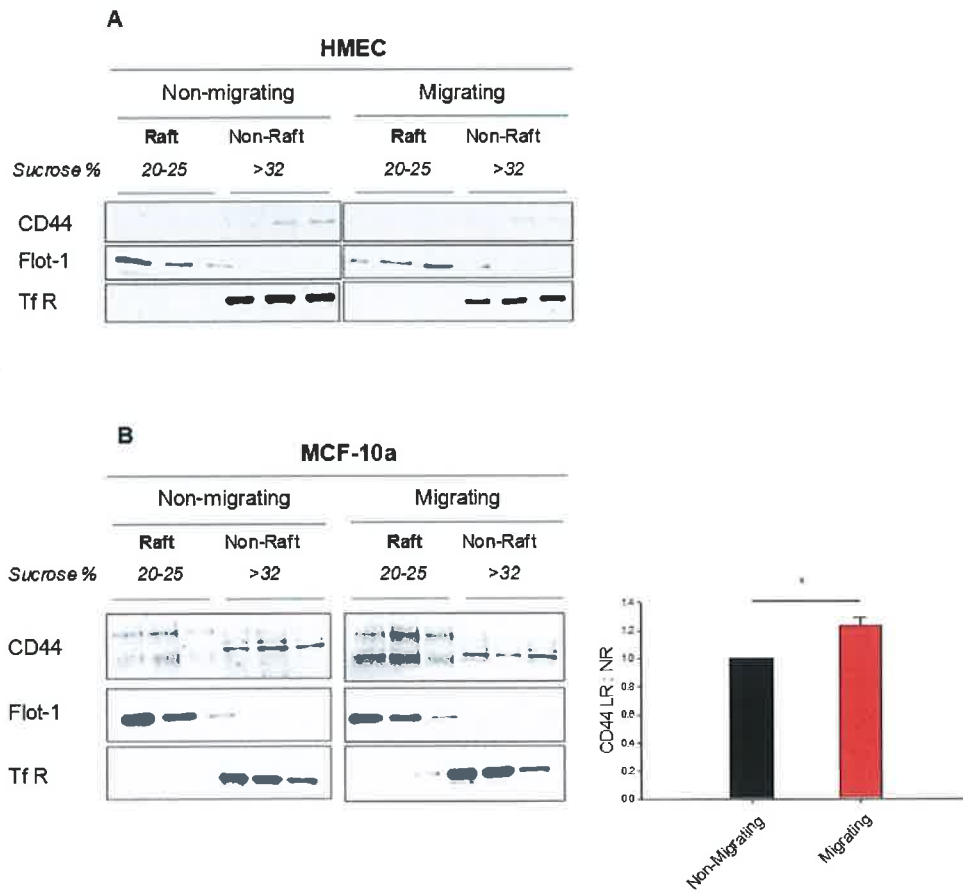 A
HMEC
Non-migrating Migrating
Raft Non-Raft Raft Non-Raft
Sucrose % 20-25 >32 20-25 >32
CD44
Flot-1
Tf R
B
MCF-10a
Non-migrating Migrating
Raft Non-Raft Raft Non-Raft
Sucrose % 20-25 >32 20-25 >32
CD44
Flot-1
Tf R
*
CD44 LR : NR
1.4
1.2
1.0
0.8
0.6
0.4
0.2
0.0
Non-Migrating
Migrating